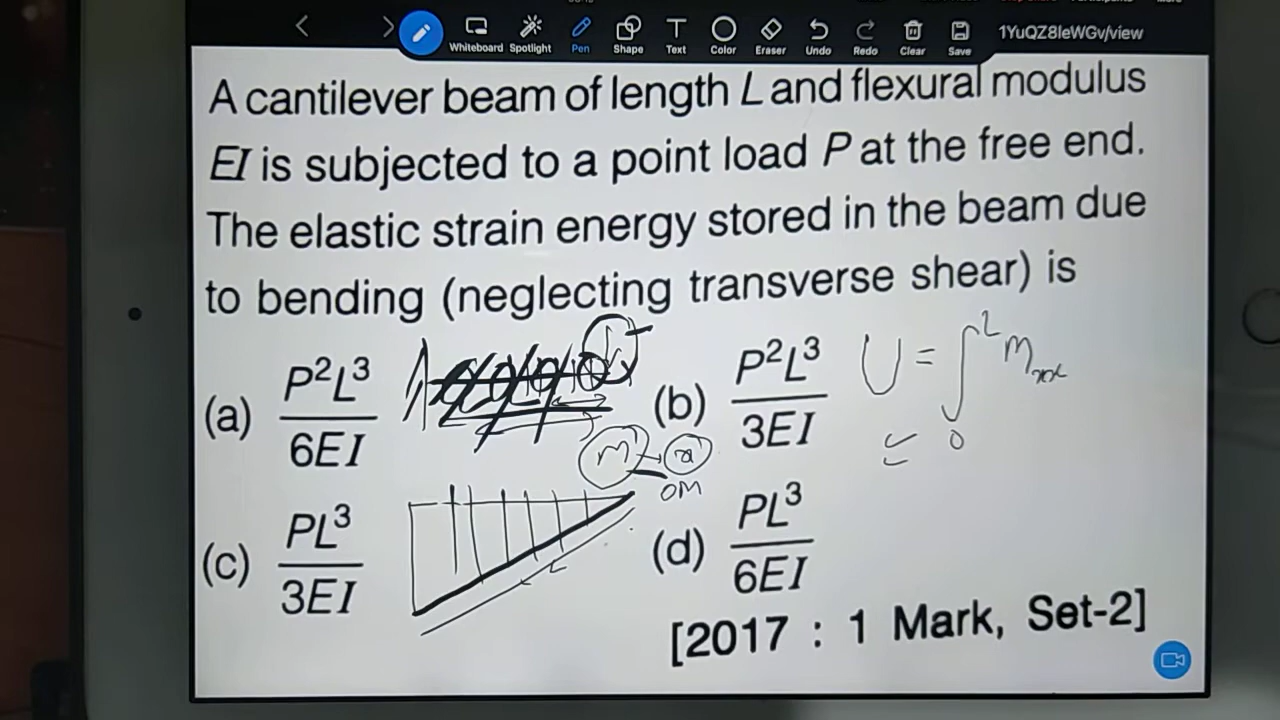 1YuQZ8leWGv/view
Whiteboard Spotlight Pen Shape Text Color Eraser Undo Redo Clear Save
A cantilever beam of length L and flexural modulus
EI is subjected to a point load P at the free end.
The elastic strain energy stored in the beam due
to bending (neglecting transverse shear) is
(a) P²L³/6EI
(b) P²L³/3EI
U = ∫
M
x
0M
(c) PL³/3EI
(d) PL³/6EI
[2017 : 1 Mark, Set-2]